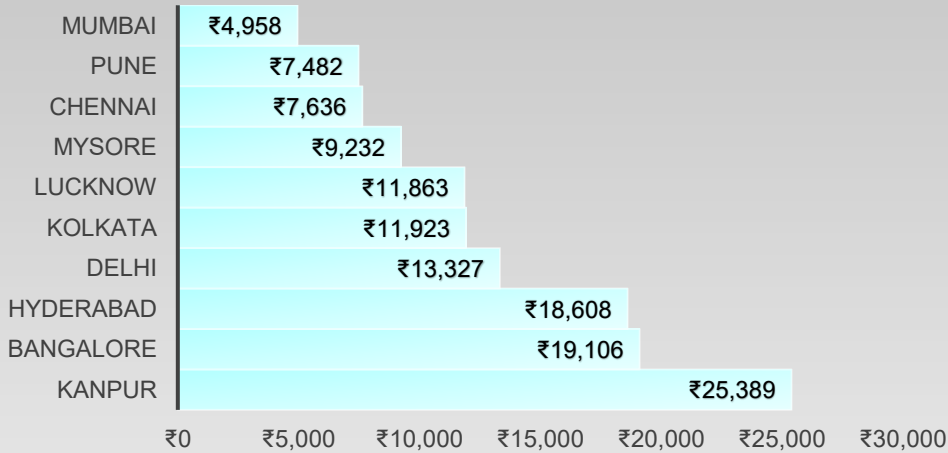 MUMBAI ₹4,958
PUNE ₹7,482
CHENNAI ₹7,636
MYSORE ₹9,232
LUCKNOW ₹11,863
KOLKATA ₹11,923
DELHI ₹13,327
HYDERABAD ₹18,608
BANGALORE ₹19,106
KANPUR ₹25,389
₹0 ₹5,000 ₹10,000 ₹15,000 ₹20,000 ₹25,000 ₹30,000